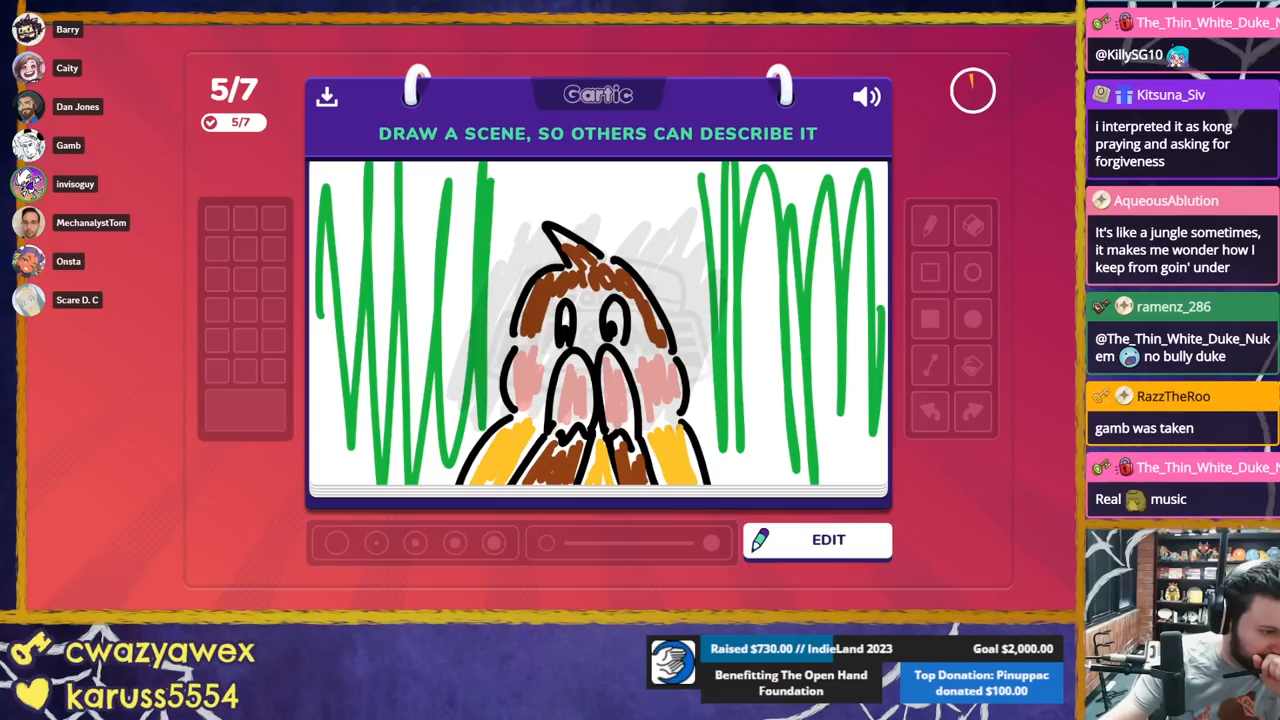 Barry
Caity
Dan Jones
Gamb
invisoguy
MechanalystTom
Onsta
Scare D. C
5/7
5/7
Gartic
DRAW A SCENE, SO OTHERS CAN DESCRIBE IT
EDIT
The_Thin_White_Duke_N
@KillySG10
Kitsuna_Siv
i interpreted it as kong
praying and asking for
forgiveness
AqueousAblution
It's like a jungle sometimes,
it makes me wonder how I
keep from goin' under
ramenz_286
@The_Thin_White_Duke_Nuk
em no bully duke
RazzTheRoo
gamb was taken
The_Thin_White_Duke_N
Real music
cwazyawex
karuss5554
Raised $730.00 // IndieLand 2023
Goal $2,000.00
Benefitting The Open Hand
Foundation
Top Donation: Pinuppac
donated $100.00